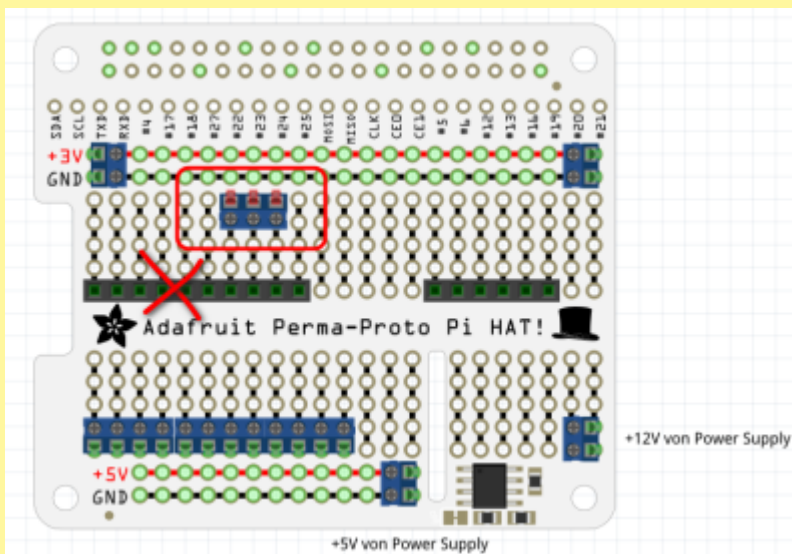 SDA SCL TXD RXD #4 #17 #18 #27 #22 #23 #24 #25 MOSI MISO CLK CE0 CE1 #5 #6 #12 #13 #16 #19 #20 #21
+3V
GND
Adafruit Perma-Proto Pi HAT!
+12V von Power Supply
+5V
GND
+5V von Power Supply